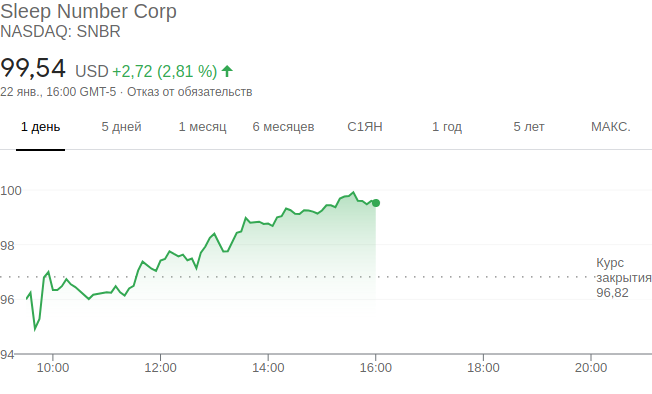 Sleep Number Corp
NASDAQ: SNBR
99,54 USD +2,72 (2,81 %)
22 янв., 16:00 GMT-5 · Отказ от обязательств
1 день 5 дней 1 месяц 6 месяцев С1ЯН 1 год 5 лет МАКС.
100
98
Курс
закрытия
96,82
96
94
10:00 12:00 14:00 16:00 18:00 20:00